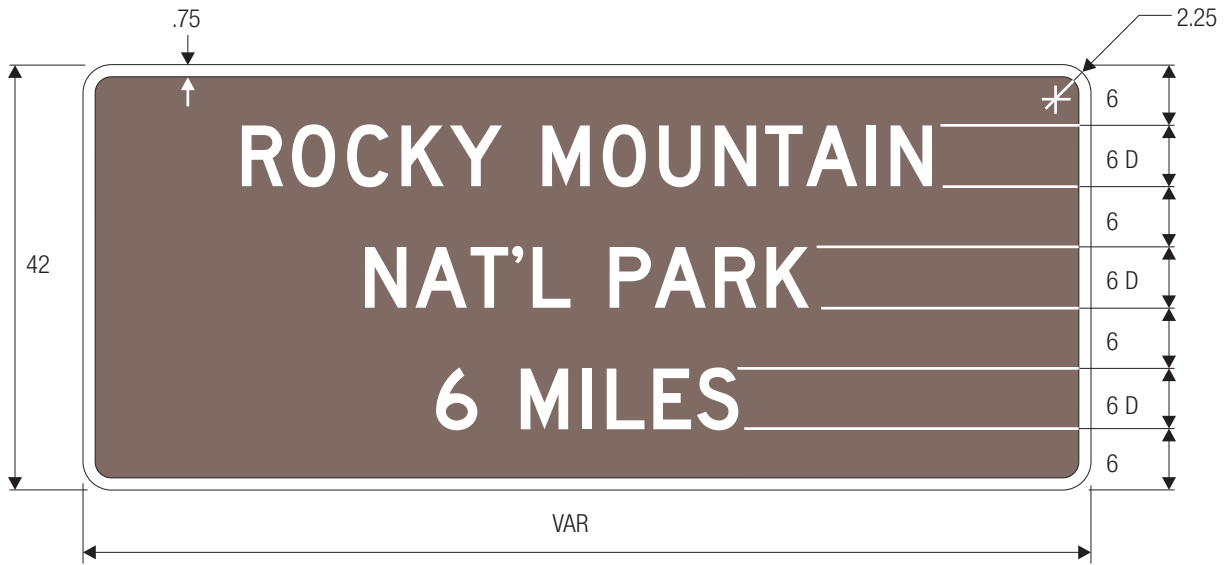 .75
2.25
6
ROCKY MOUNTAIN
6 D
6
42
NAT'L PARK
6 D
6
6 MILES
6 D
6
VAR